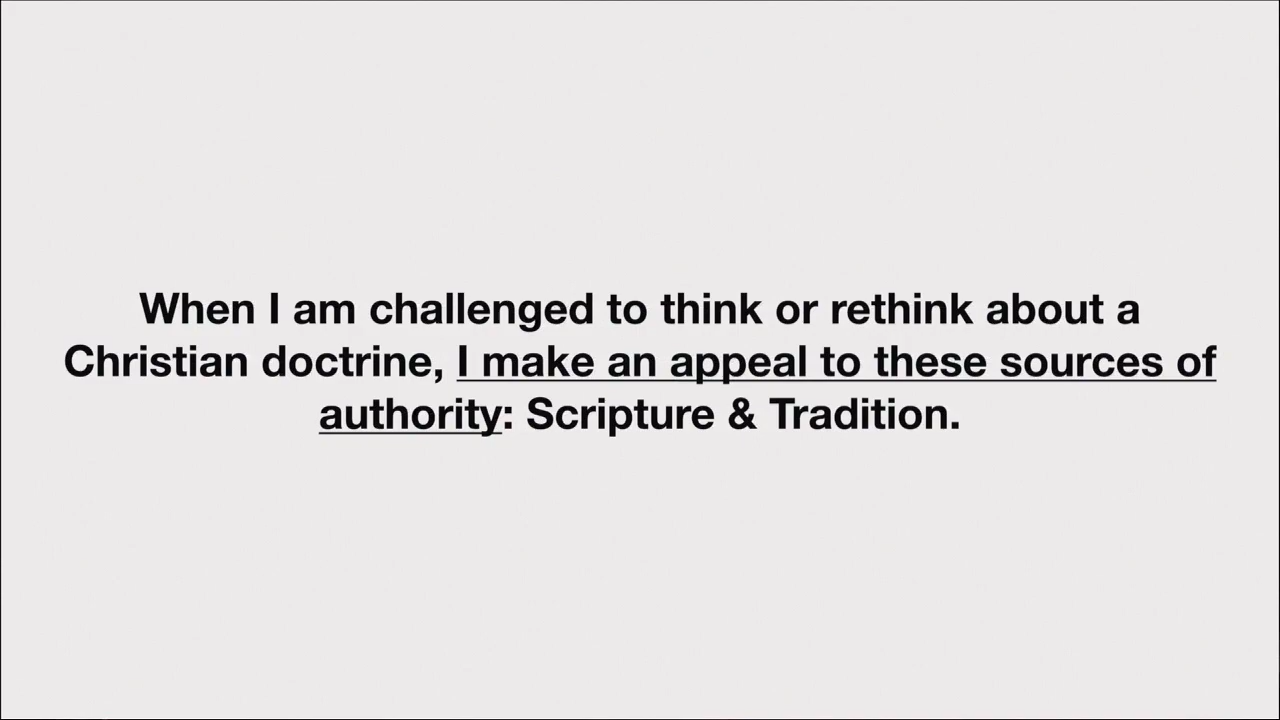 When I am challenged to think or rethink about a
Christian doctrine, I make an appeal to these sources of
authority: Scripture & Tradition.